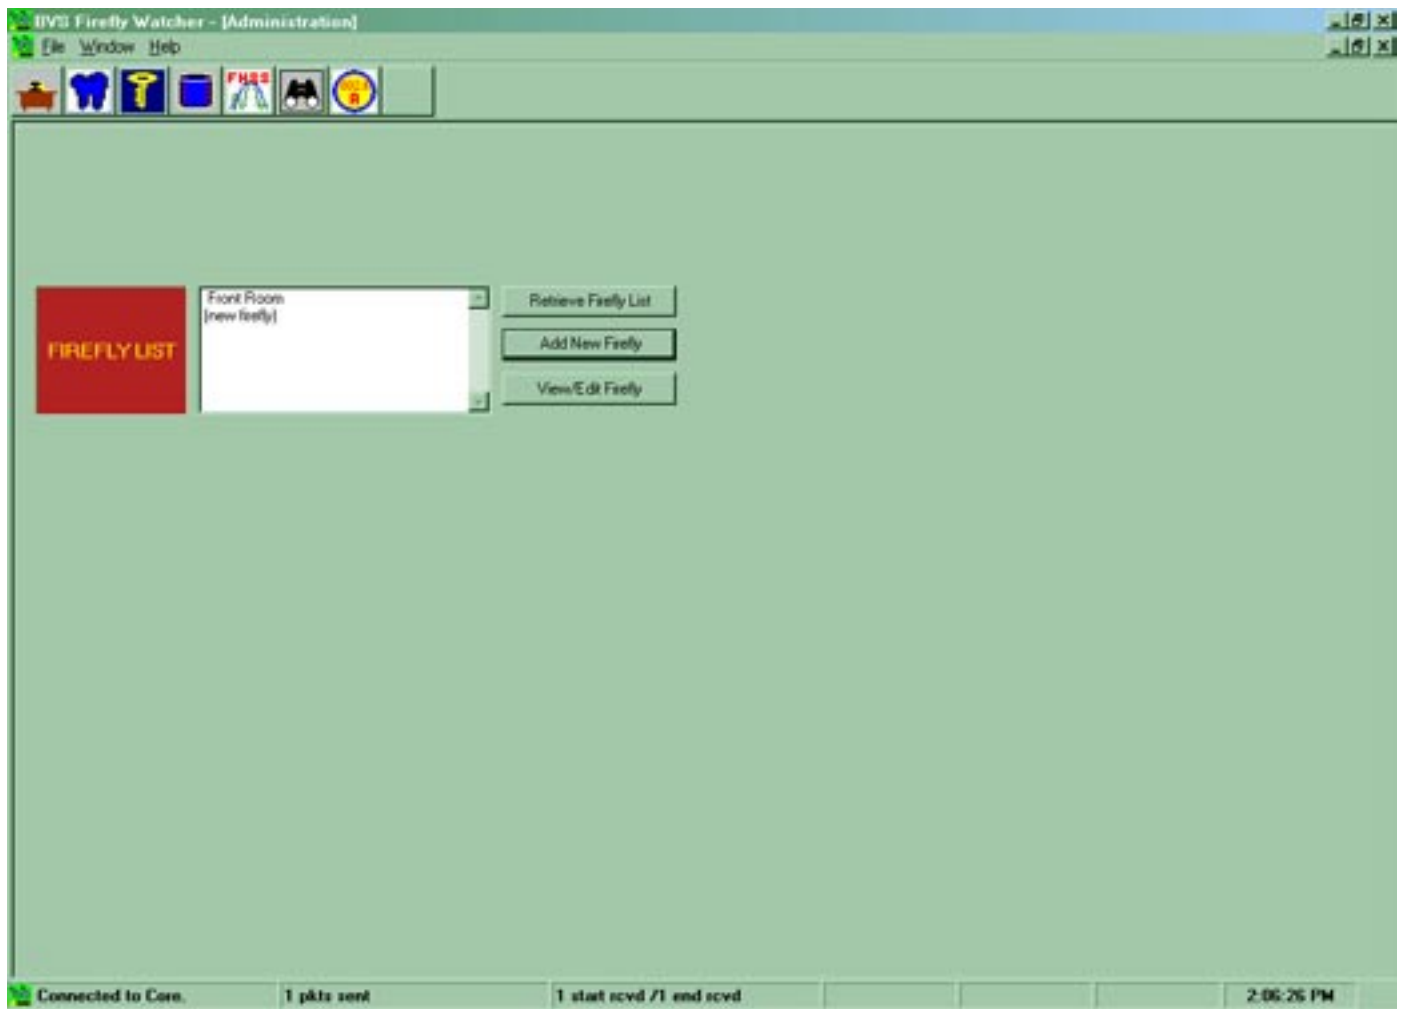 BVS Firefly Watcher - [Administration]
File Window Help
FHSS
FIREFLY LIST
Front Room
(new firefly)
Retrieve Firefly List
Add New Firefly
View/Edit Firefly
Connected to Core. 1 pkts sent 1 start rcvd /1 end rcvd 2:06:26 PM